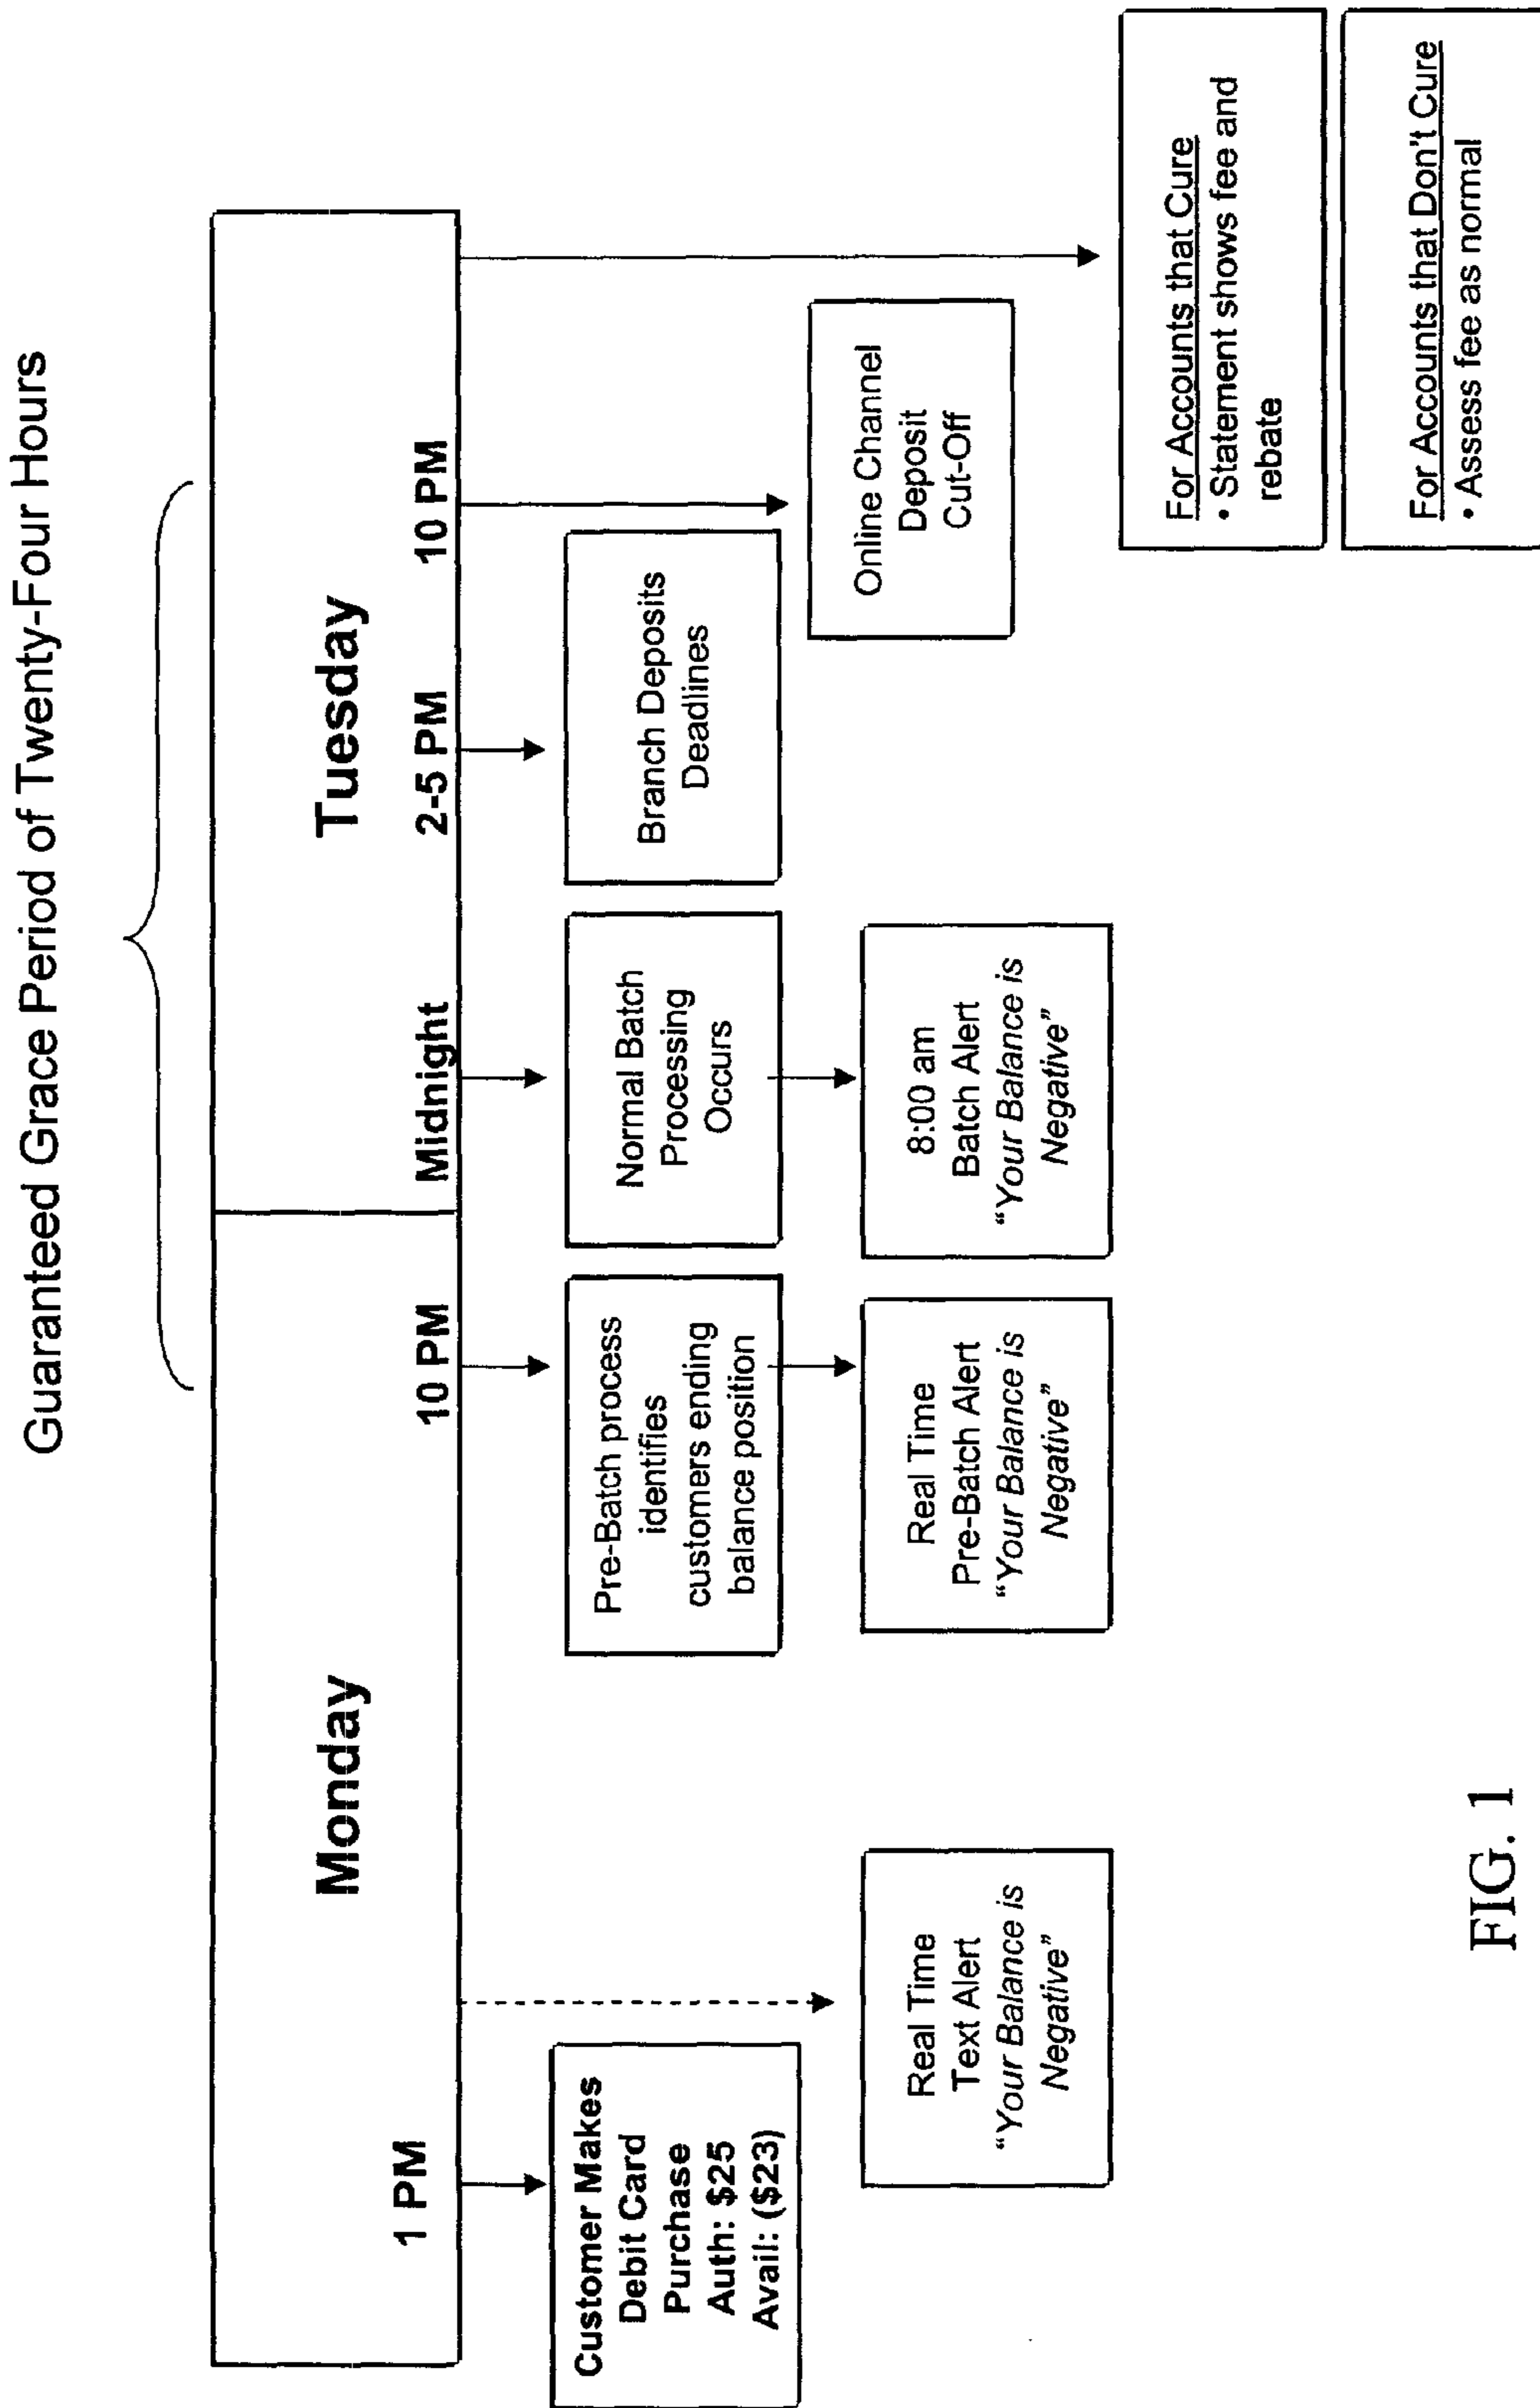 Guaranteed Grace Period of Twenty-Four Hours
Monday
Tuesday
1 PM
10 PM
Midnight
2-5 PM
10 PM
Customer Makes
Debit Card
Purchase
Auth: $25
Avail: ($23)
Real Time
Text Alert
“Your Balance is
Negative”
Pre-Batch process
identifies
customers ending
balance position
Real Time
Pre-Batch Alert
“Your Balance is
Negative”
Normal Batch
Processing
Occurs
8:00 am
Batch Alert
“Your Balance is
Negative”
Branch Deposits
Deadlines
Online Channel
Deposit
Cut-Off
For Accounts that Cure
• Statement shows fee and
rebate
For Accounts that Don't Cure
• Assess fee as normal
FIG. 1